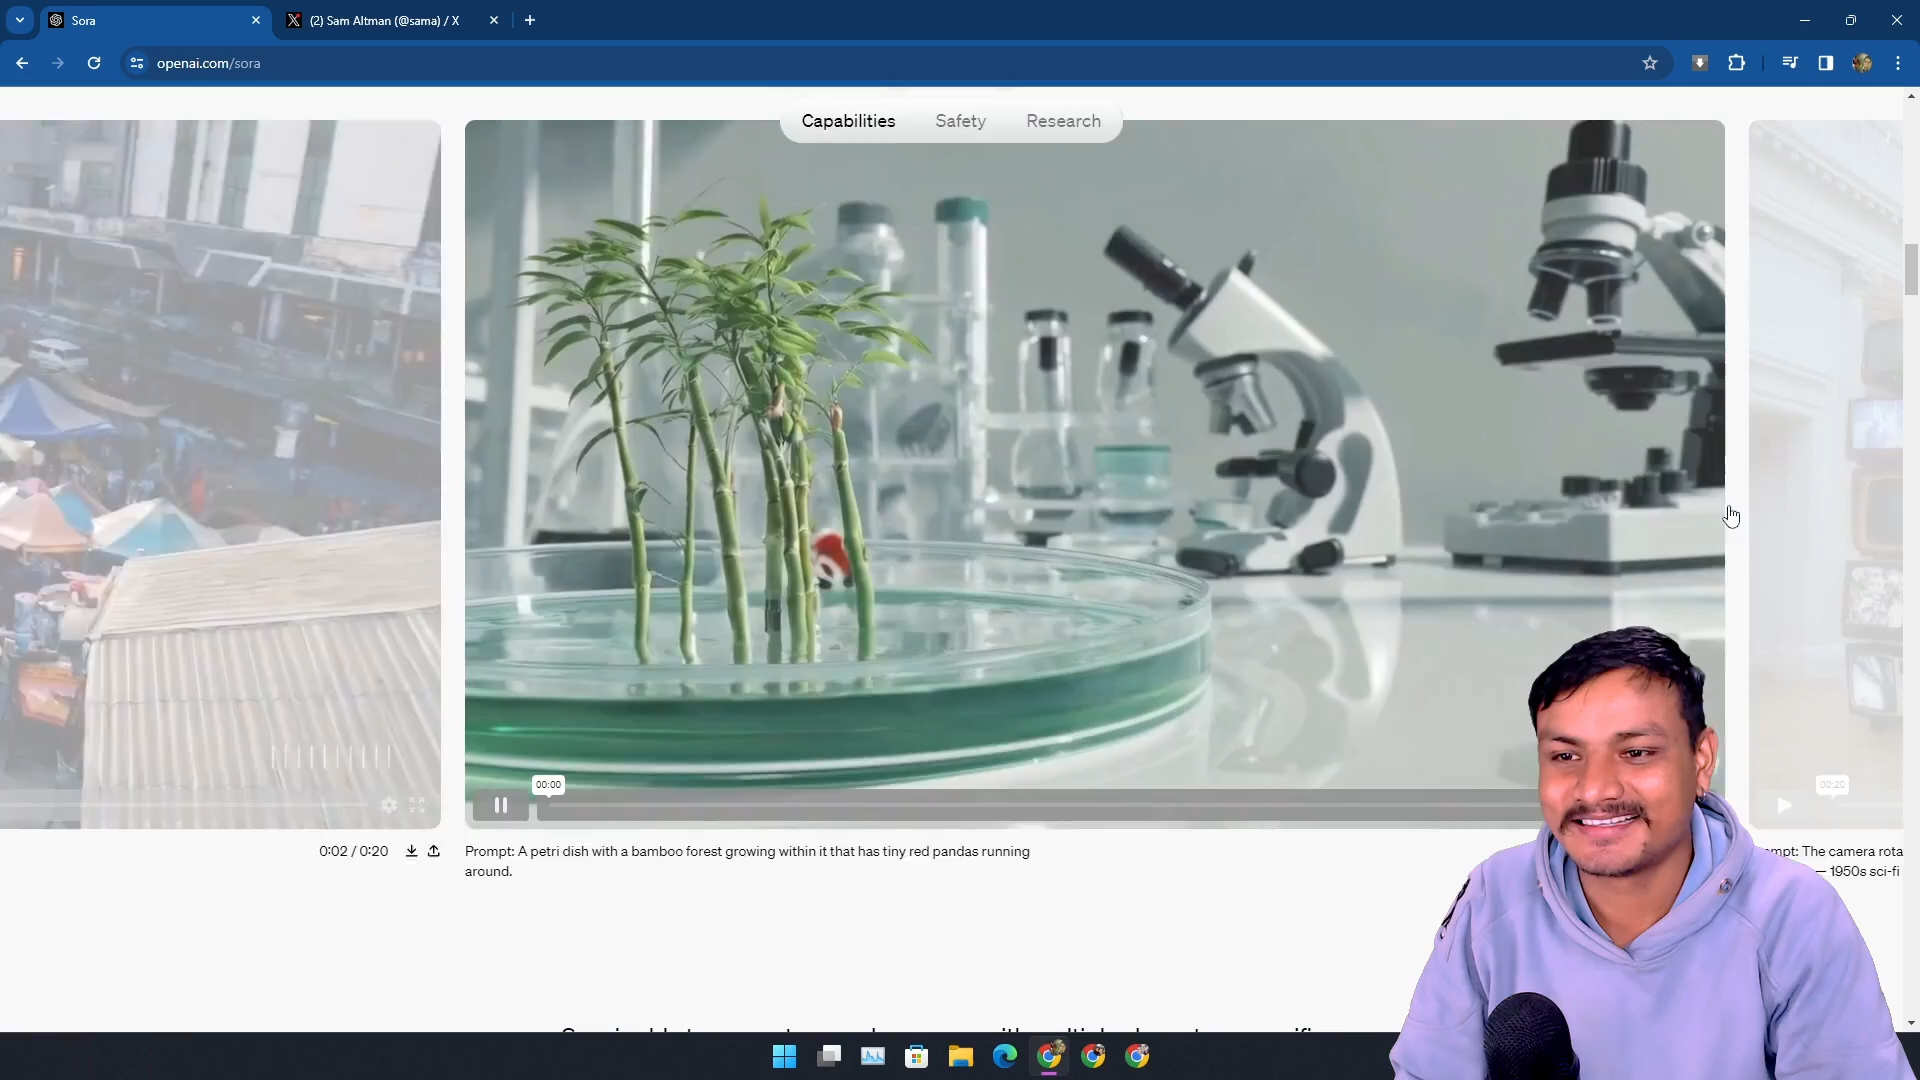 Sora
(2) Sam Altman (@sama) / X
openai.com/sora
Capabilities
Safety
Research
00:00
00:20
0:02 / 0:20
Prompt: A petri dish with a bamboo forest growing within it that has tiny red pandas running
around.
mpt: The camera rota
— 1950s sci-fi